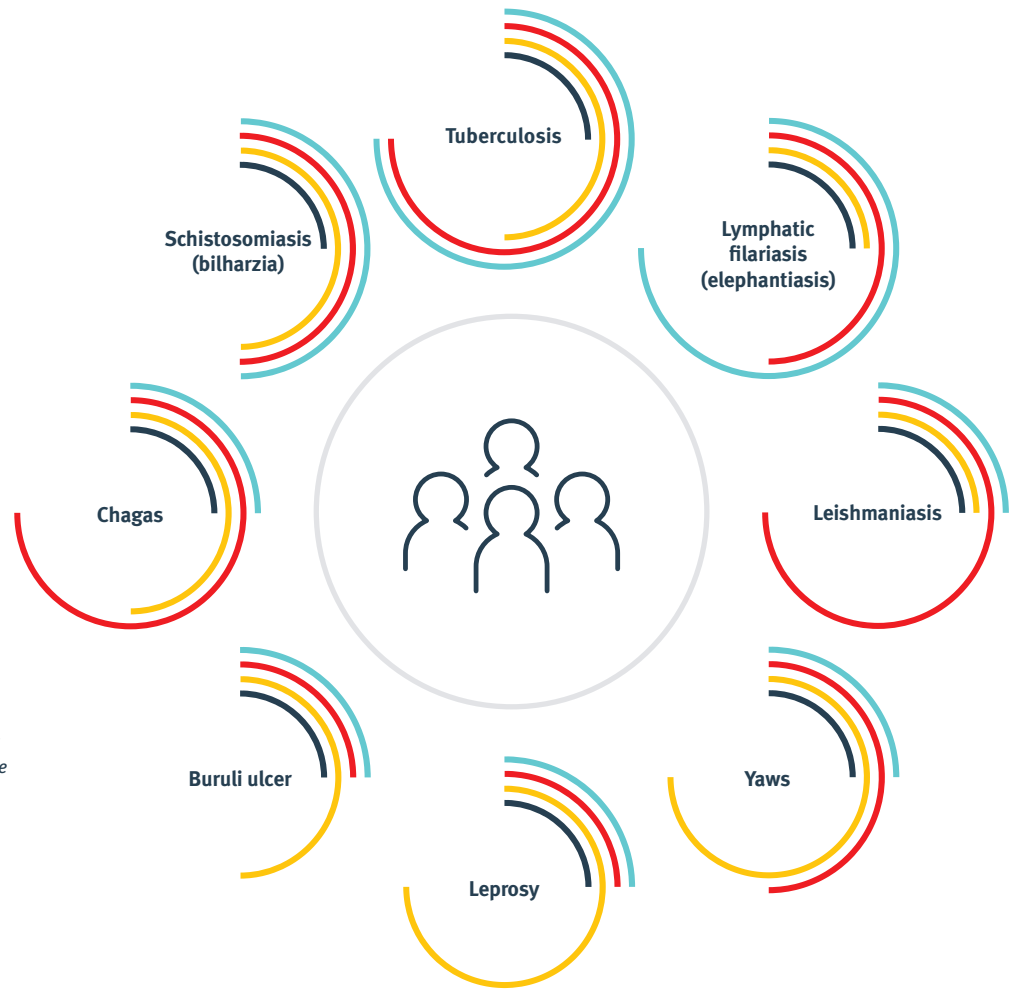 Tuberculosis
Schistosomiasis
(bilharzia)
Lymphatic
filariasis
(elephantiasis)
Chagas
Leishmaniasis
e
Buruli ulcer
Yaws
Leprosy